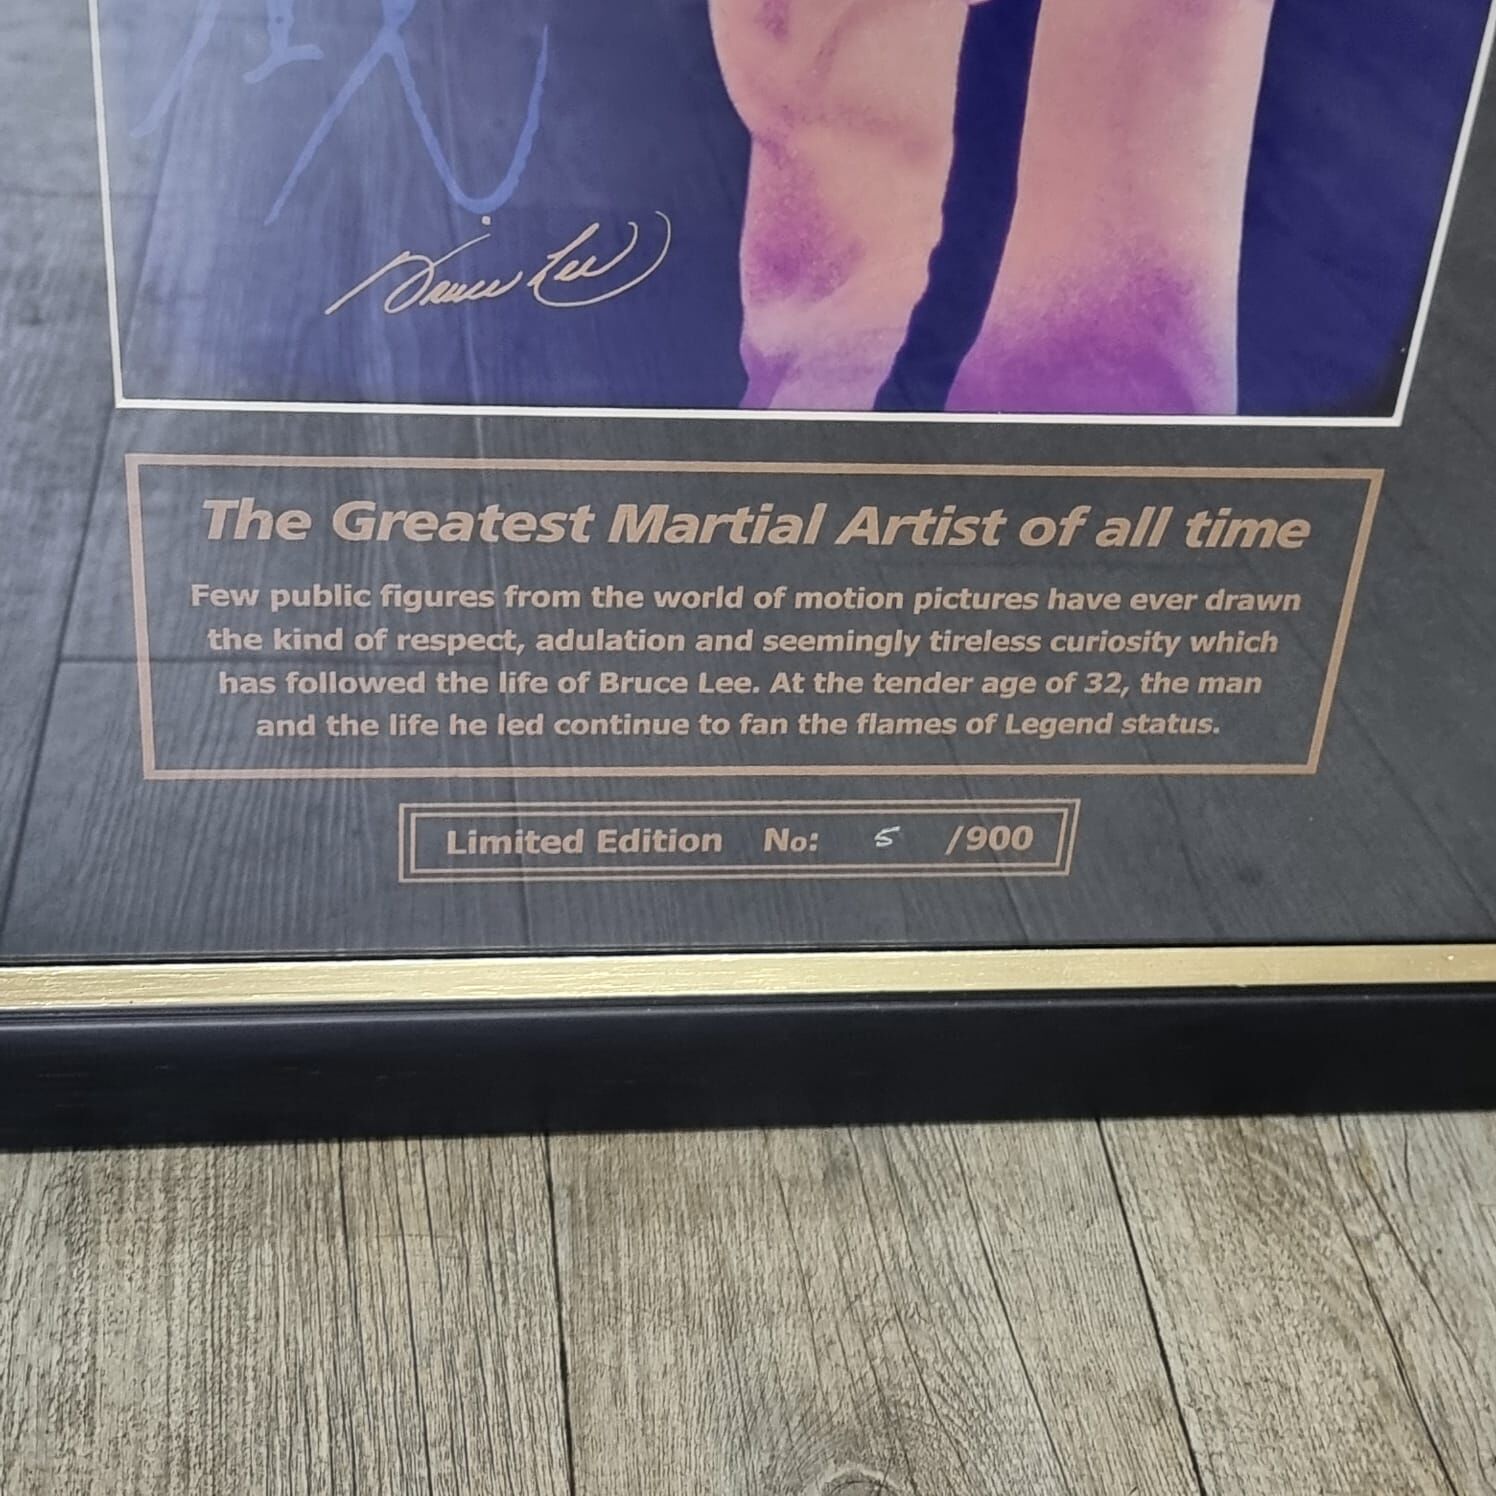 Bruce Lee
The Greatest Martial Artist of all time
Few public figures from the world of motion pictures have ever drawn
the kind of respect, adulation and seemingly tireless curiosity which
has followed the life of Bruce Lee. At the tender age of 32, the man
and the life he led continue to fan the flames of Legend status.
Limited Edition No: 5 /900